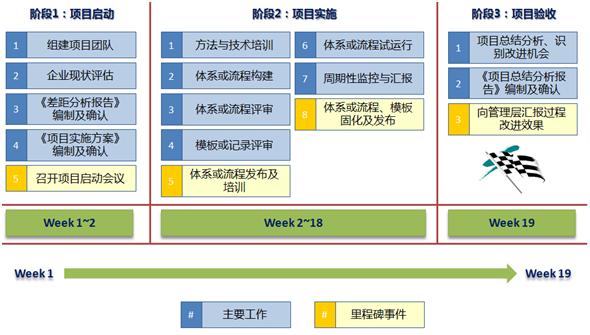 阶段1：项目启动
1 组建项目团队
2 企业现状评估
3 《差距分析报告》
编制及确认
4 《项目实施方案》
编制及确认
5 召开项目启动会议
阶段2：项目实施
1 方法与技术培训
2 体系或流程构建
3 体系或流程评审
4 模板或记录评审
5 体系或流程发布及
培训
6 体系或流程试运行
7 周期性监控与汇报
8 体系或流程、模板
固化及发布
阶段3：项目验收
1 项目总结分析、识
别改进机会
2 《项目总结分析报
告》编制及确认
3 向管理层汇报过程
改进效果
Week 1~2
Week 2~18
Week 19
Week 1
Week 19
# 主要工作
# 里程碑事件